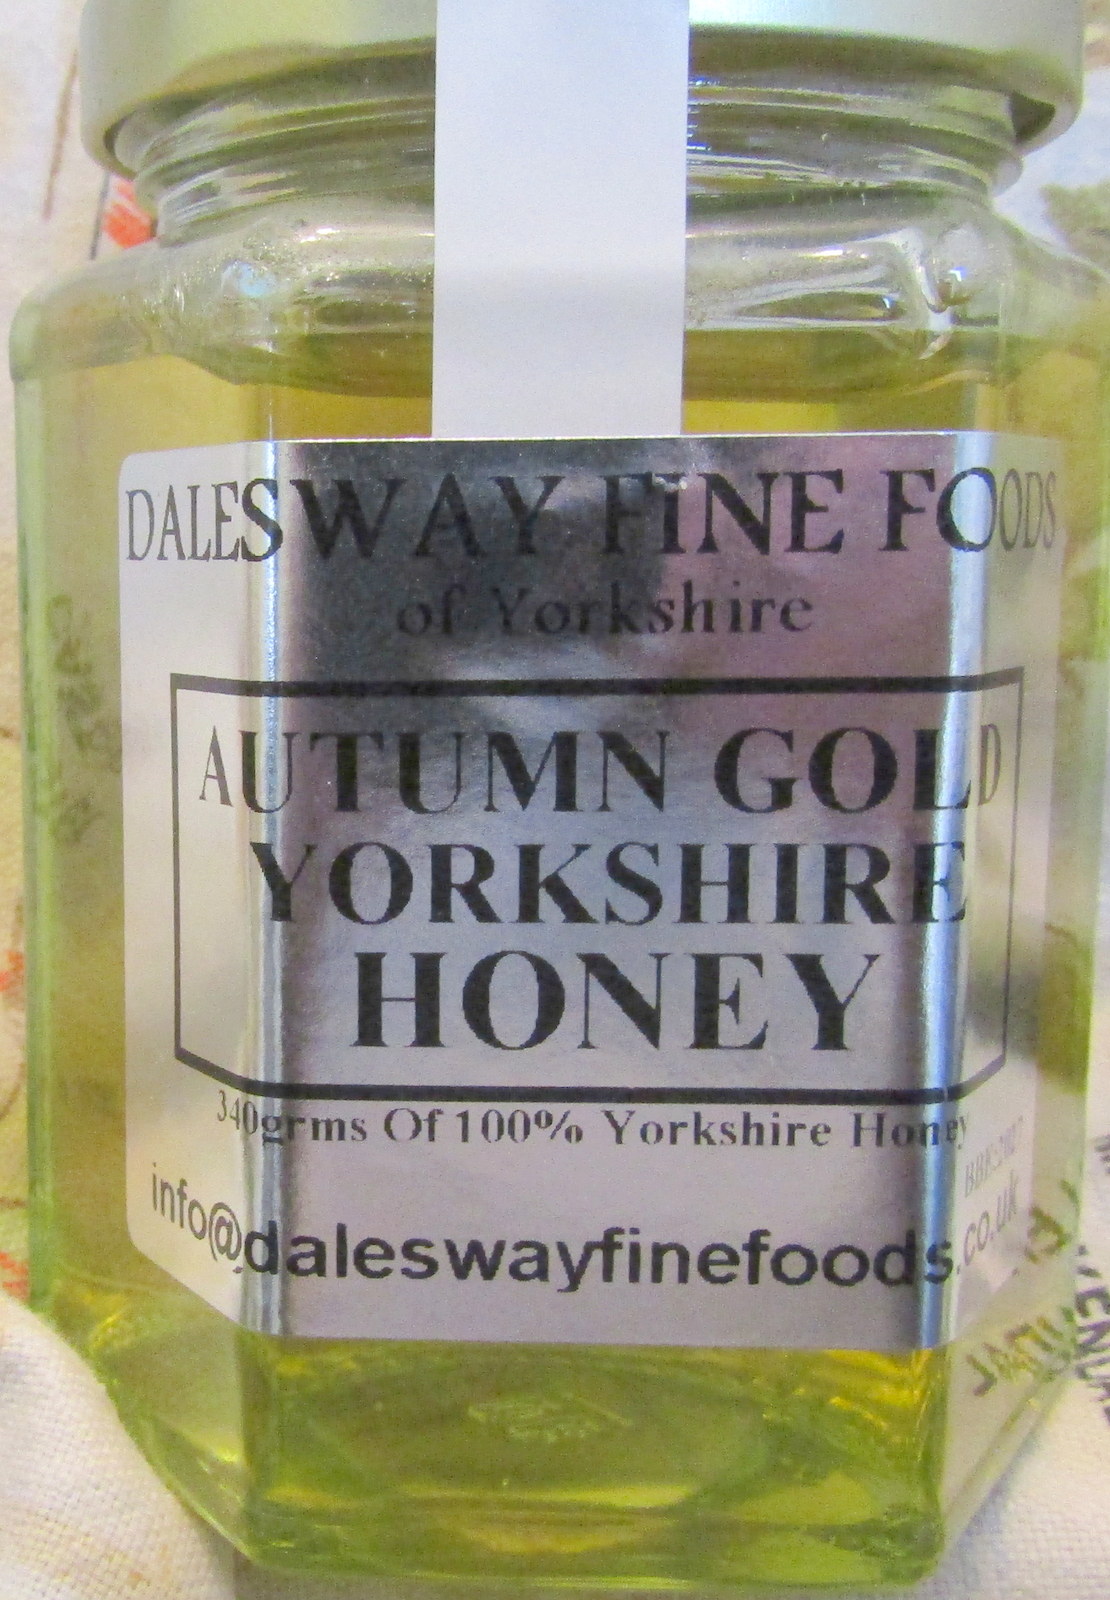 DALESWAY FINE FOODS
of Yorkshire
AUTUMN GOLD
YORKSHIRE
HONEY
340grms Of 100% Yorkshire Honey
info@daleswayfinefoods.co.uk